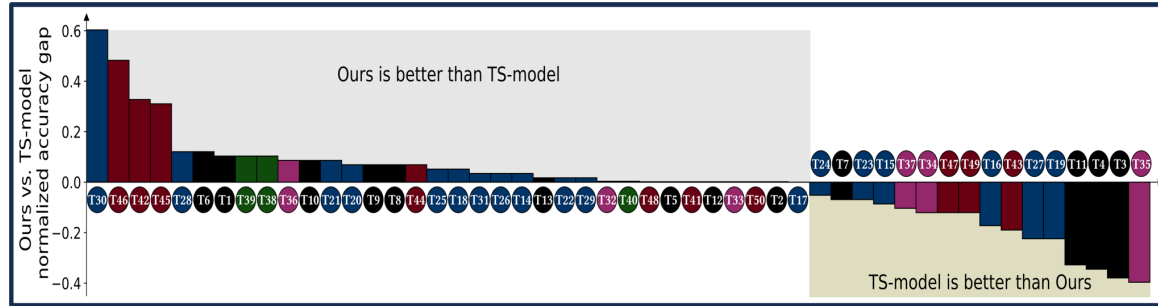 Ours vs. TS-model
normalized accuracy gap
0.6
0.4
0.2
0.0
−0.2
−0.4
Ours is better than TS-model
T24 T7 T23 T15 T37 T34 T47 T49 T16 T43 T27 T19 T11 T4 T3 T35
T30 T46 T42 T45 T28 T6 T1 T39 T38 T36 T10 T21 T20 T9 T8 T44 T25 T18 T31 T26 T14 T13 T22 T29 T32 T40 T48 T5 T41 T12 T33 T50 T2 T17
TS-model is better than Ours